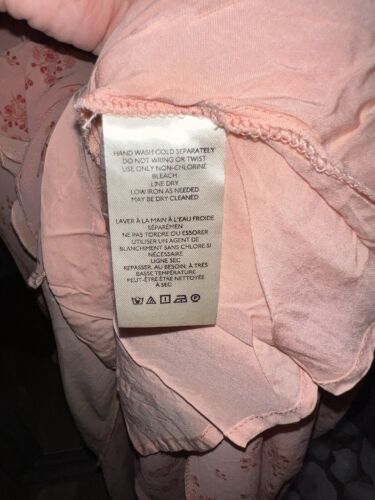 HAND WASH COLD SEPARATELY
DO NOT WRING OR TWIST
USE ONLY NON-CHLORINE
BLEACH
LINE DRY
LOW IRON AS NEEDED
MAY BE DRY CLEANED
LAVER À LA MAIN À L'EAU FROIDE
SÉPARÉMEN
NE PAS TORDRE OU ESSORER
UTILISER UN AGENT DE
BLANCHIMENT SANS CHLORE SI
NÉCESSAIRE
LIGNE SEC
REPASSER, AU BESOIN, À TRÈS
BASSE TEMPÉRATURE
PEUT-ÊTRE ÊTRE NETTOYÉE
À SEC